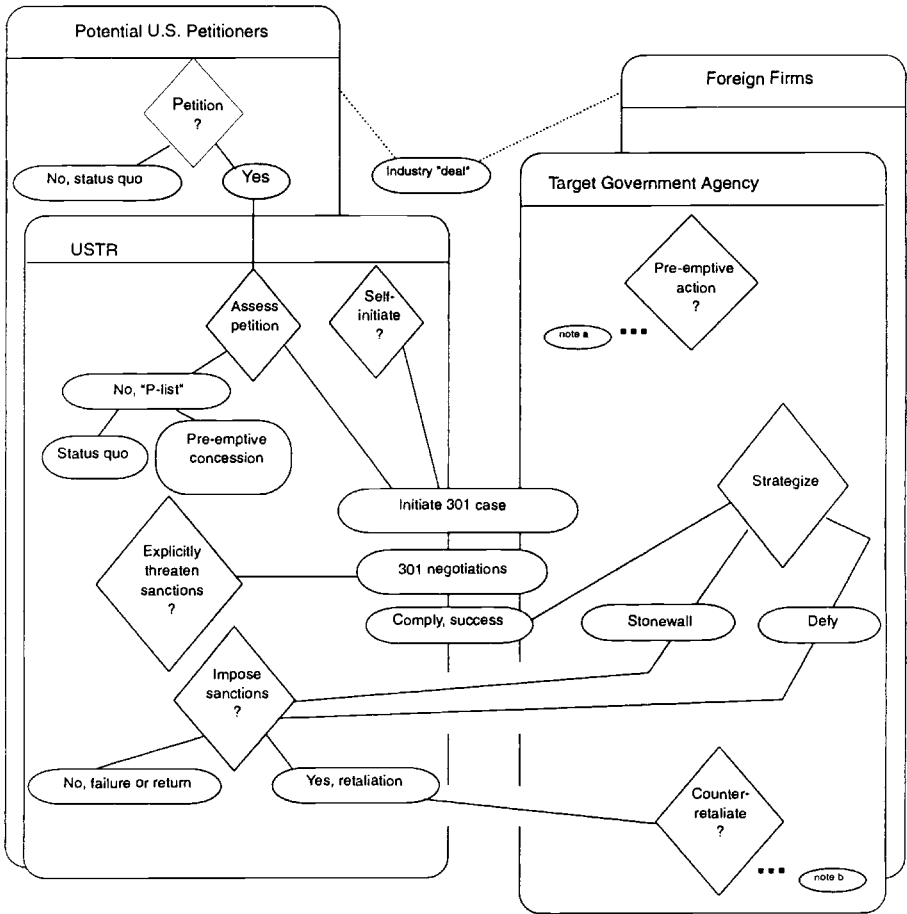 Potential U.S. Petitioners
Petition
?
No, status quo
Yes
Industry "deal"
Foreign Firms
Target Government Agency
Pre-emptive
action
?
note a
USTR
Assess
petition
Self-
initiate
?
No, "P-list"
Status quo
Pre-emptive
concession
Initiate 301 case
Strategize
Explicitly
threaten
sanctions
?
301 negotiations
Comply, success
Stonewall
Defy
Impose
sanctions
?
No, failure or return
Yes, retaliation
Counter-
retaliate
?
note b